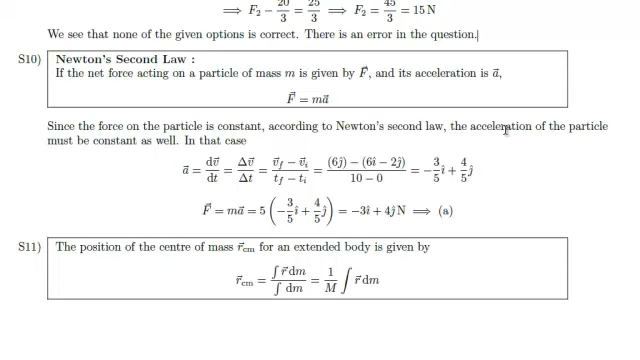 ⟹ F₂ − 20/3 = 25/3 ⟹ F₂ = 45/3 = 15 N
We see that none of the given options is correct. There is an error in the question.
S10) Newton's Second Law :
If the net force acting on a particle of mass m is given by F⃗, and its acceleration is a⃗,
F⃗ = ma⃗
Since the force on the particle is constant, according to Newton's second law, the acceleration of the particle
must be constant as well. In that case
a⃗ = dv⃗/dt = Δv⃗/Δt = (v⃗_f − v⃗_i)/(t_f − t_i) = ((6ĵ) − (6î − 2ĵ))/(10 − 0) = −3/5 î + 4/5 ĵ
F⃗ = ma⃗ = 5 (−3/5 î + 4/5 ĵ) = −3î + 4ĵ N ⟹ (a)
S11) The position of the centre of mass r⃗_cm for an extended body is given by
r⃗_cm = ∫ r⃗ dm / ∫ dm = 1/M ∫ r⃗ dm